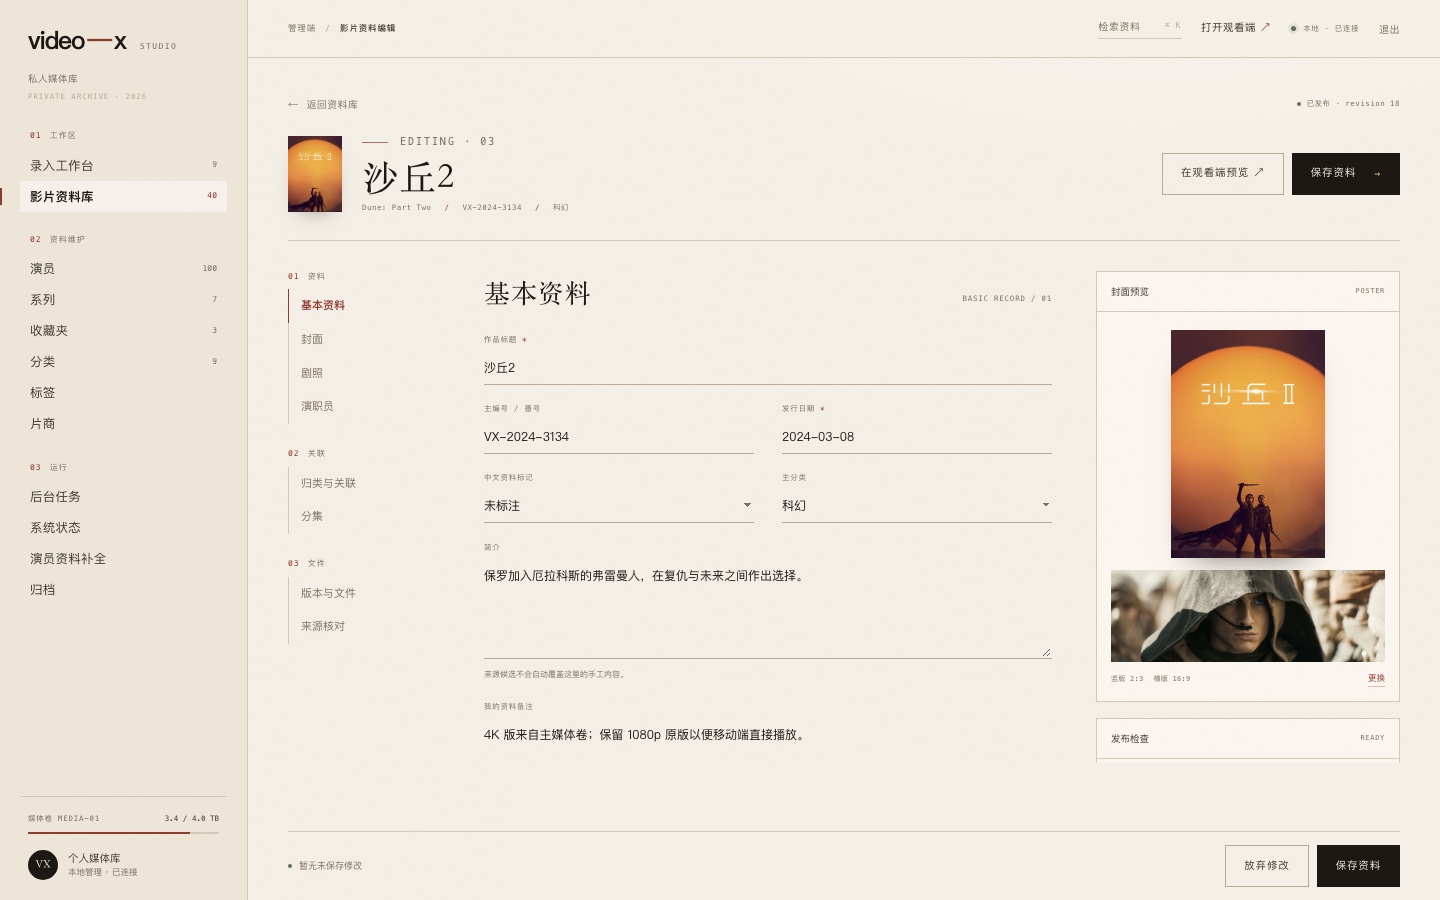 video—x STUDIO
私人媒体库
PRIVATE ARCHIVE · 2026
01 工作区
录入工作台 9
影片资料库 40
02 资料维护
演员 100
系列 7
收藏夹 3
分类 9
标签
片商
03 运行
后台任务
系统状态
演员资料补全
归档
媒体卷 MEDIA-01 3.4 / 4.0 TB
VX 个人媒体库
本地管理 · 已连接
管理端 / 影片资料编辑
检索资料 ⌘ K 打开观看端 ↗ 本地 · 已连接 退出
← 返回资料库
已发布 · revision 18
EDITING · 03
沙丘2
Dune: Part Two / VX-2024-3134 / 科幻
沙丘II
在观看端预览 ↗ 保存资料 →
01 资料
基本资料
封面
剧照
演职员
02 关联
归类与关联
分集
03 文件
版本与文件
来源核对
基本资料 BASIC RECORD / 01
作品标题 *
沙丘2
主编号 / 番号 发行日期 *
VX-2024-3134 2024-03-08
中文资料标记 主分类
未标注 科幻
简介
保罗加入厄拉科斯的弗雷曼人，在复仇与未来之间作出选择。
来源候选不会自动覆盖这里的手工内容。
我的资料备注
4K 版来自主媒体卷；保留 1080p 原版以便移动端直接播放。
封面预览 POSTER
沙丘II
竖版 2:3 横版 16:9 更换
发布检查 READY
暂无未保存修改
放弃修改 保存资料